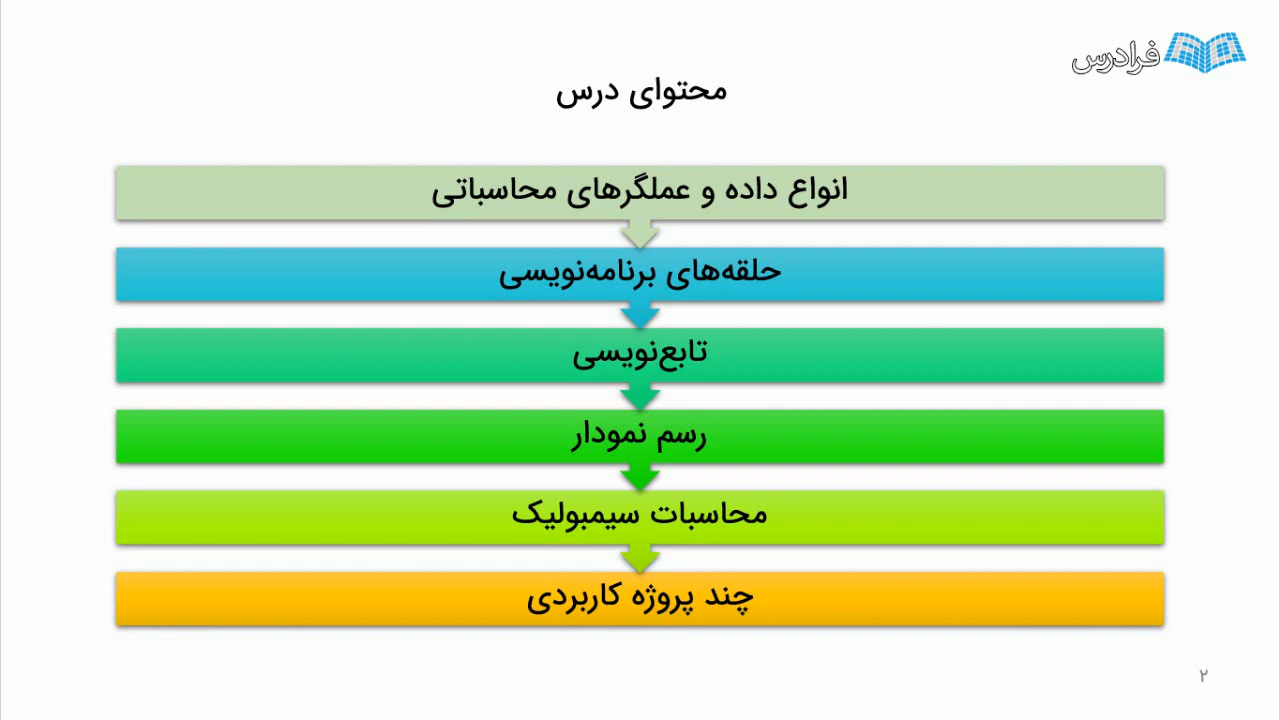 فرادرس
محتوای درس
انواع داده و عملگرهای محاسباتی
حلقه‌های برنامه‌نویسی
تابع‌نویسی
رسم نمودار
محاسبات سیمبولیک
چند پروژه کاربردی
۲